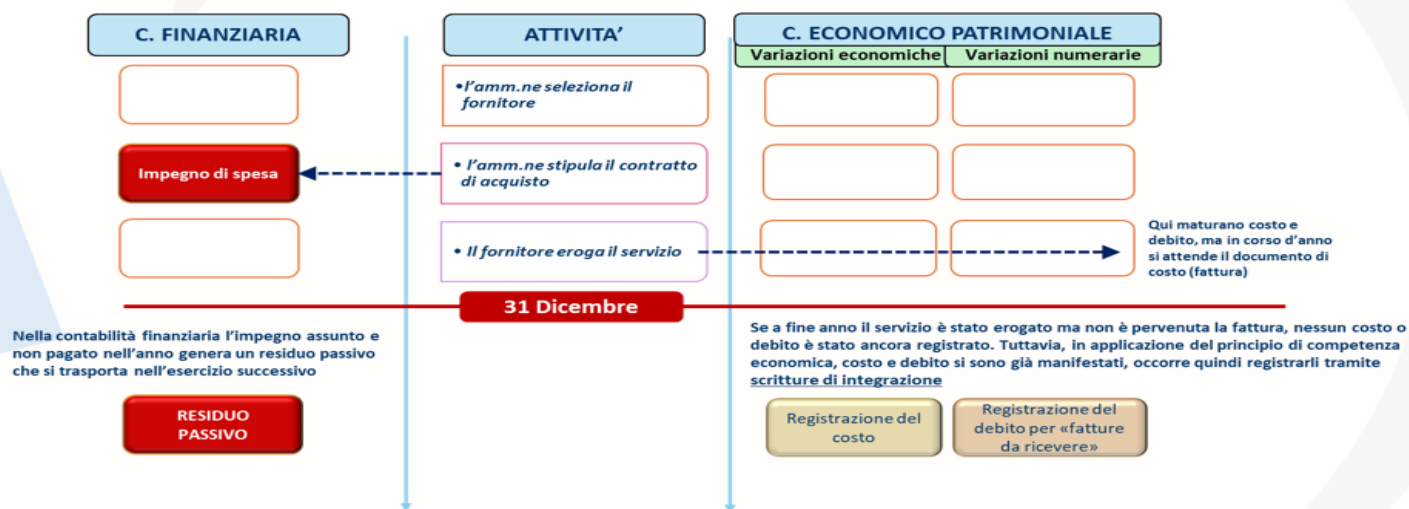 C. FINANZIARIA
ATTIVITA’
C. ECONOMICO PATRIMONIALE
Variazioni economiche
Variazioni numerarie
•l’amm.ne seleziona il
fornitore
Impegno di spesa
• l’amm.ne stipula il contratto
di acquisto
• Il fornitore eroga il servizio
Qui maturano costo e
debito, ma in corso d’anno
si attende il documento di
costo (fattura)
31 Dicembre
Nella contabilità finanziaria l’impegno assunto e
non pagato nell’anno genera un residuo passivo
che si trasporta nell’esercizio successivo
Se a fine anno il servizio è stato erogato ma non è pervenuta la fattura, nessun costo o
debito è stato ancora registrato. Tuttavia, in applicazione del principio di competenza
economica, costo e debito si sono già manifestati, occorre quindi registrarli tramite
scritture di integrazione
RESIDUO
PASSIVO
Registrazione del
costo
Registrazione del
debito per «fatture
da ricevere»